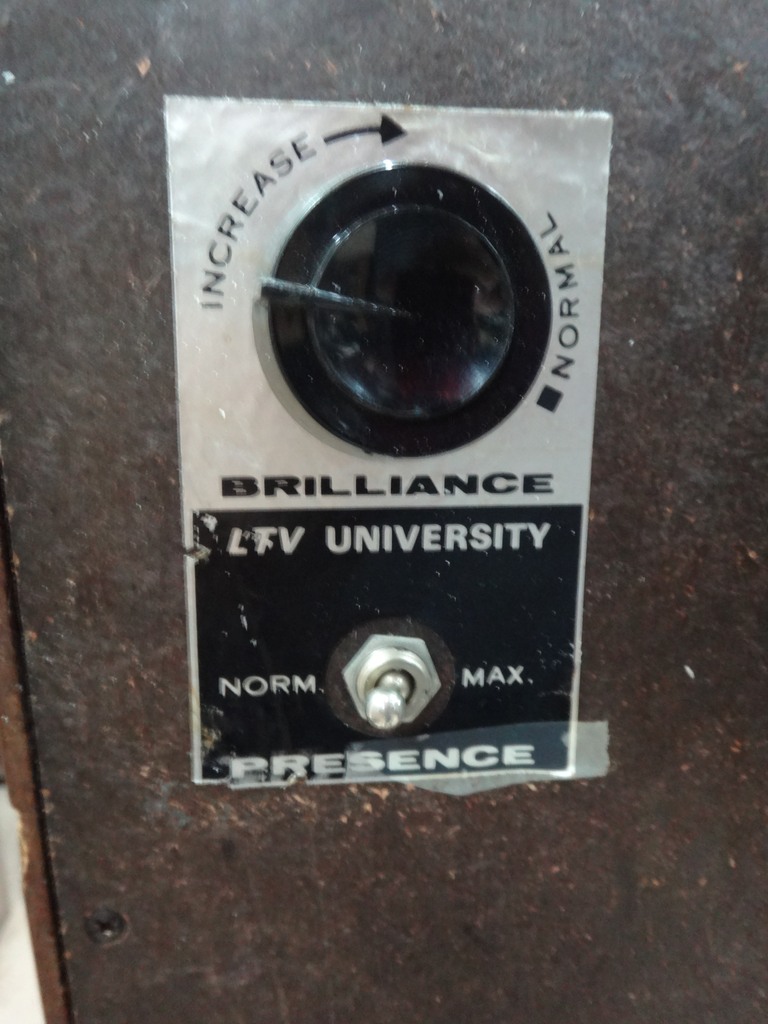 INCREASE
NORMAL
BRILLIANCE
LTV UNIVERSITY
NORM. MAX.
PRESENCE